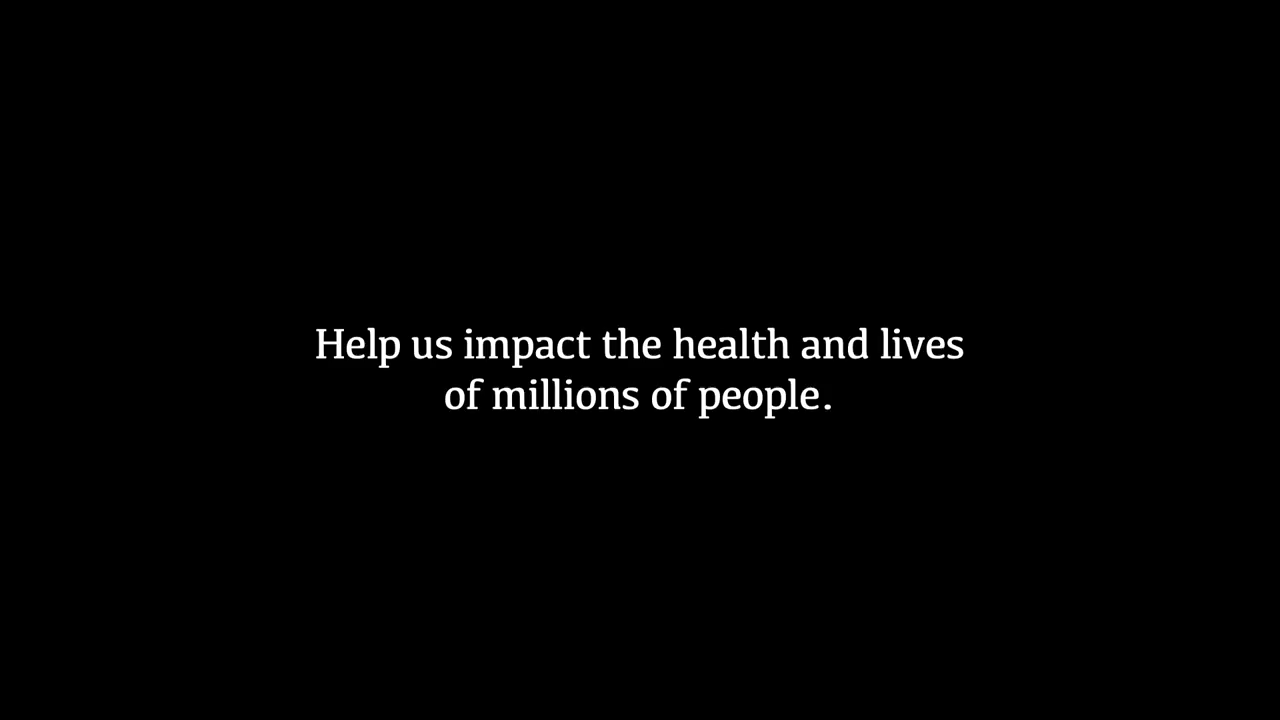 Help us impact the health and lives
of millions of people.